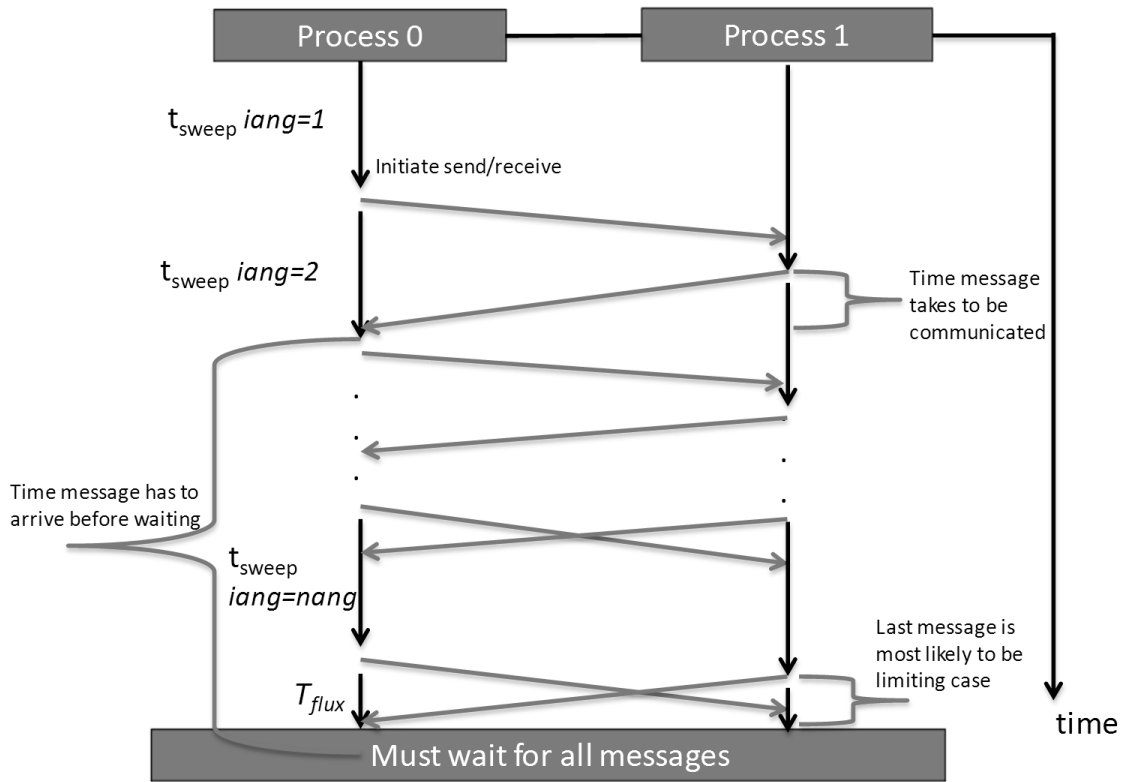 Process 0
Process 1
t_sweep iang=1
Initiate send/receive
t_sweep iang=2
Time message
takes to be
communicated
.
.
.
.
.
Time message has to
arrive before waiting
t_sweep
iang=nang
Last message is
most likely to be
limiting case
T_flux
time
Must wait for all messages